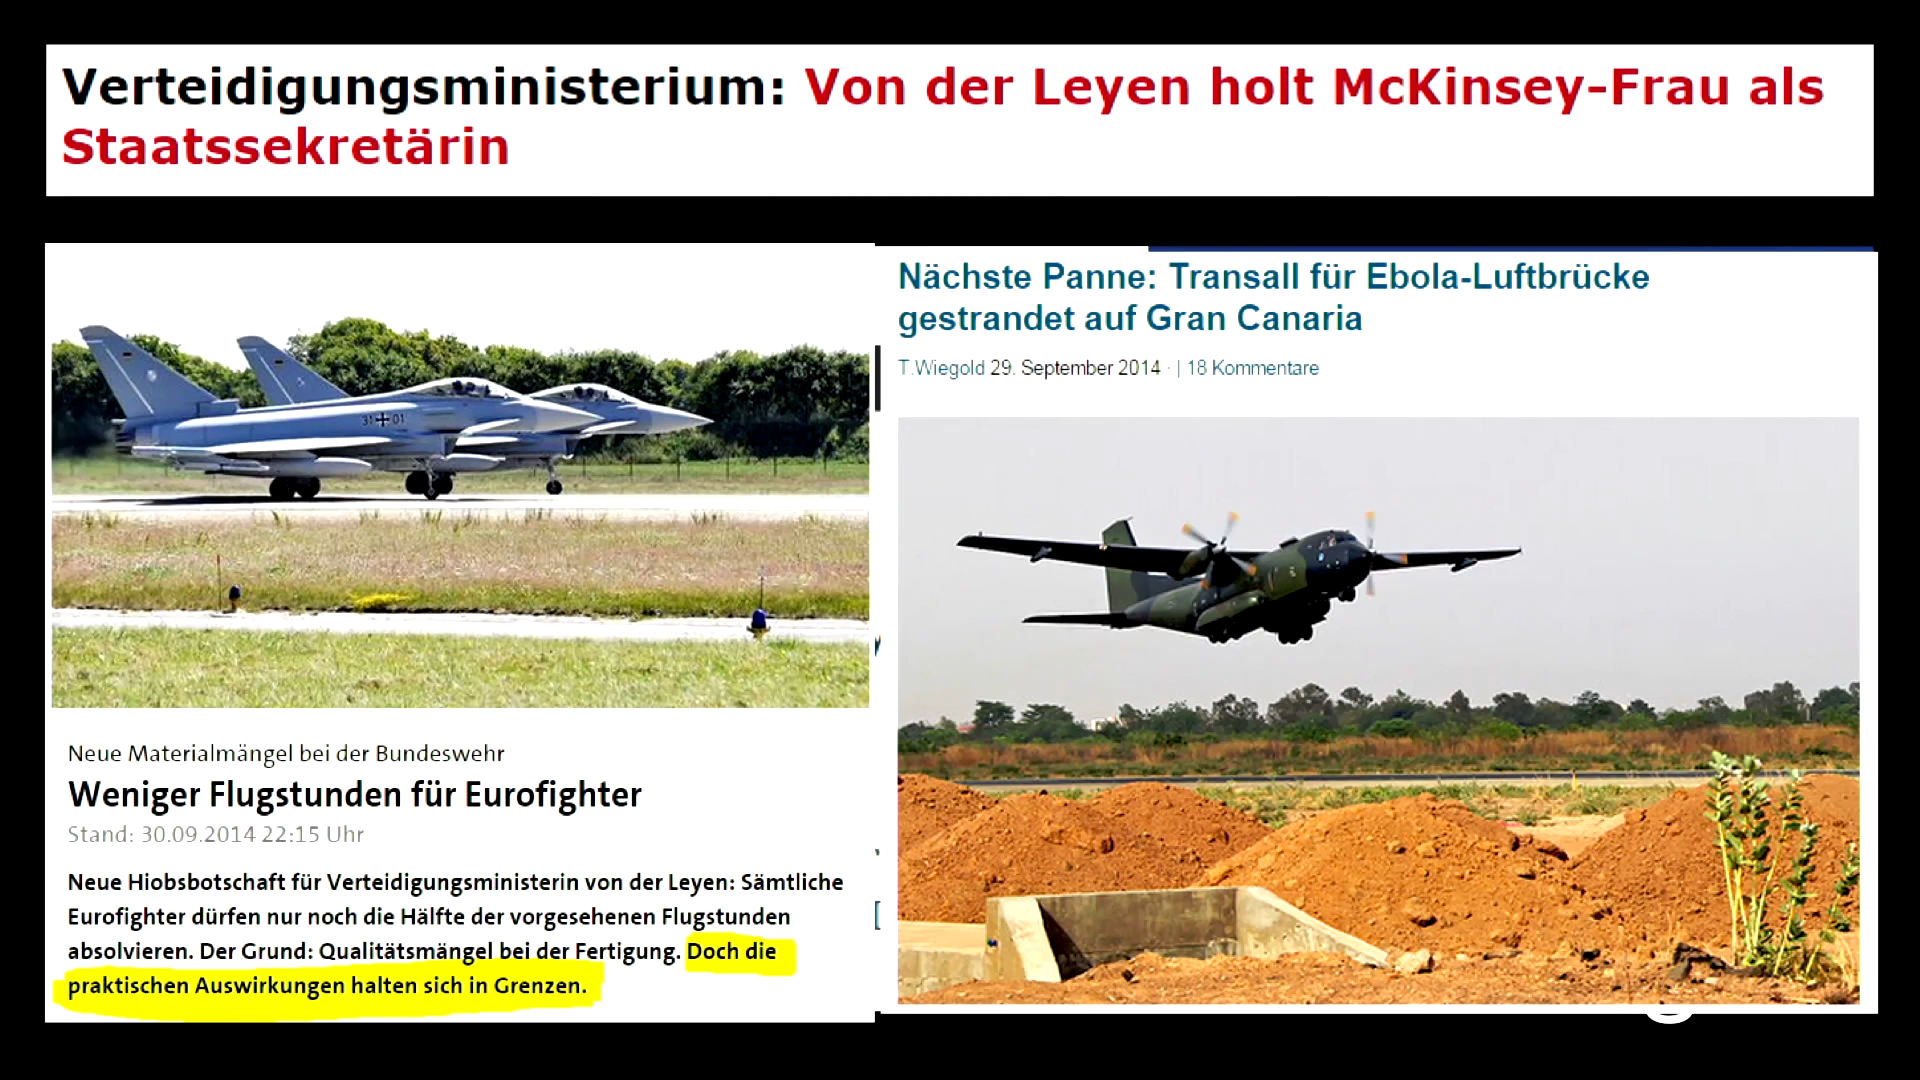 Verteidigungsministerium: Von der Leyen holt McKinsey-Frau als
Staatssekretärin
Nächste Panne: Transall für Ebola-Luftbrücke
gestrandet auf Gran Canaria
T.Wiegold 29. September 2014 · | 18 Kommentare
31 01
Neue Materialmängel bei der Bundeswehr
Weniger Flugstunden für Eurofighter
Stand: 30.09.2014 22:15 Uhr
Neue Hiobsbotschaft für Verteidigungsministerin von der Leyen: Sämtliche
Eurofighter dürfen nur noch die Hälfte der vorgesehenen Flugstunden
absolvieren. Der Grund: Qualitätsmängel bei der Fertigung. Doch die
praktischen Auswirkungen halten sich in Grenzen.